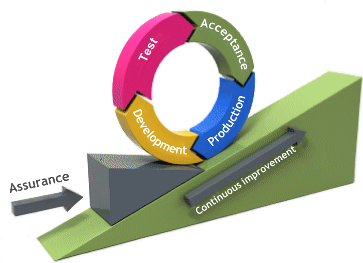 Test
Acceptance
Development
Production
Assurance
Continuous improvement